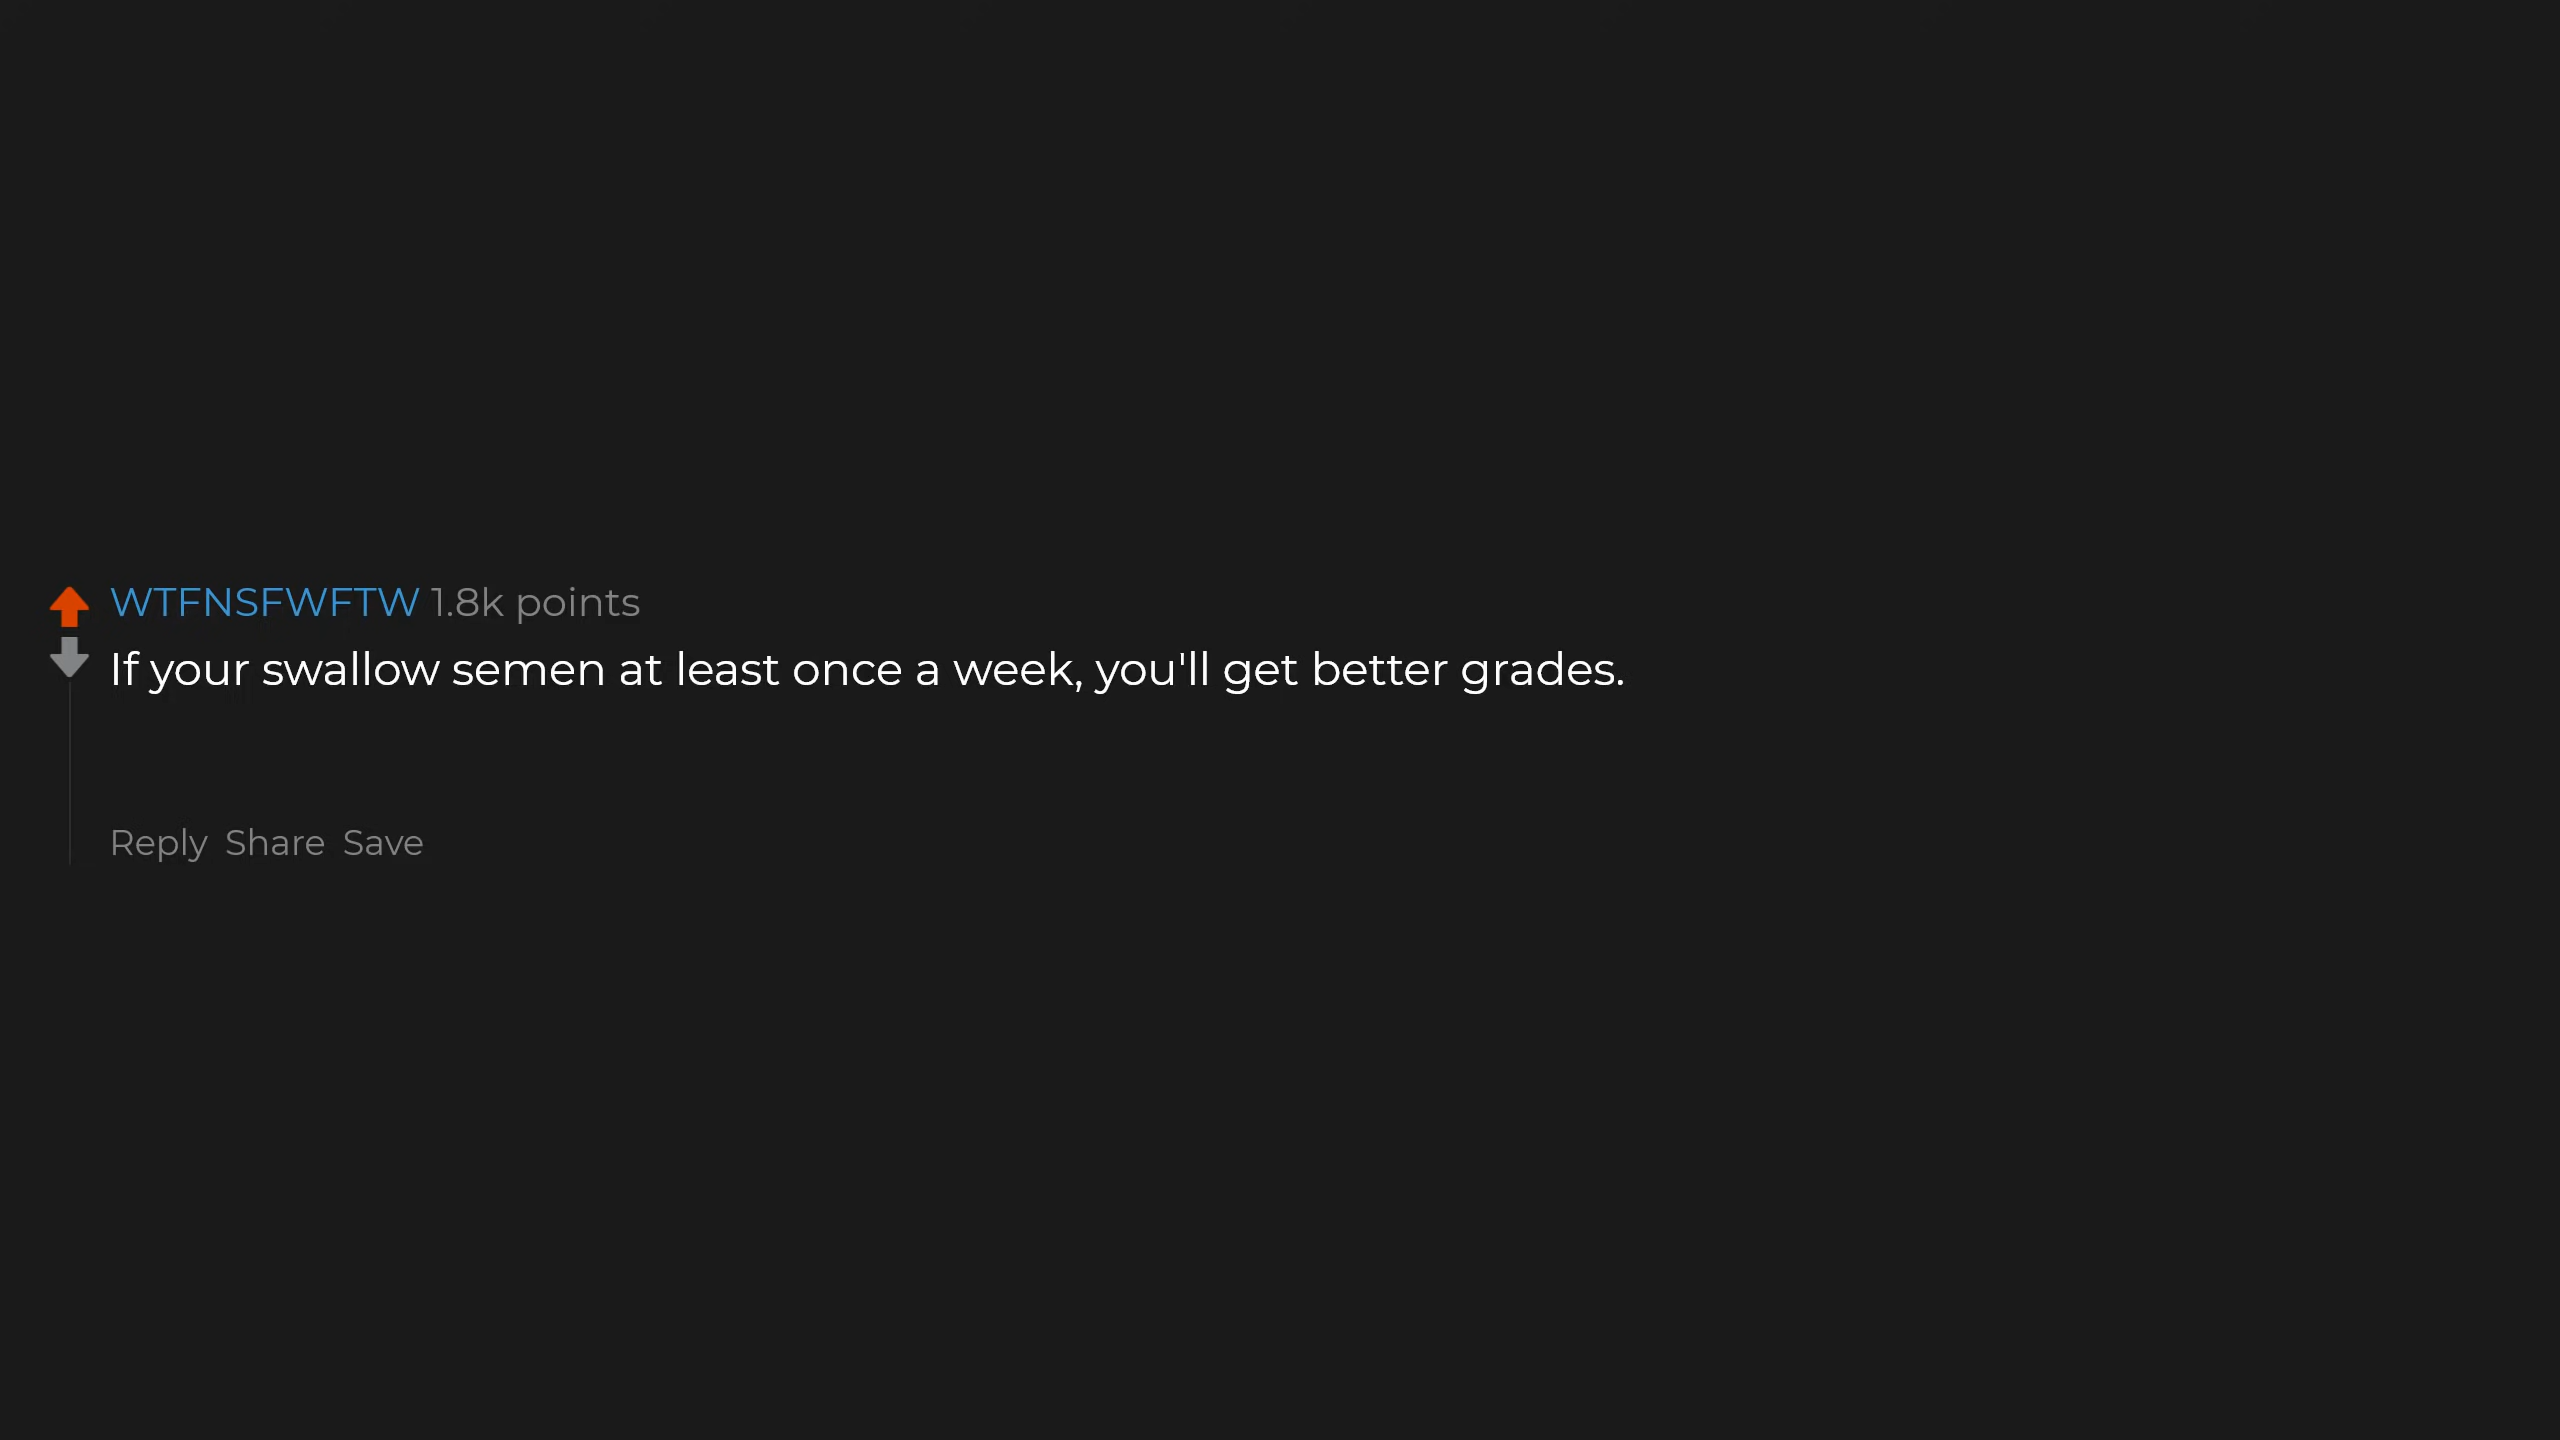 WTFNSFWFTW 1.8k points
If your swallow semen at least once a week, you'll get better grades.
Reply Share Save